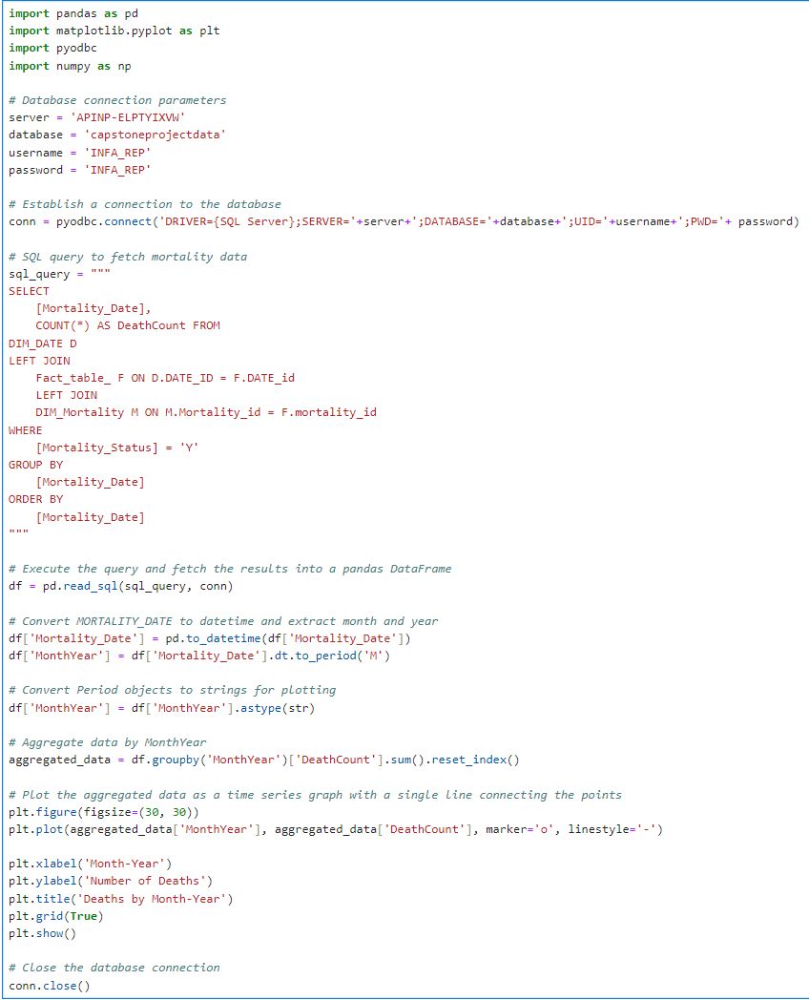 import pandas as pd
import matplotlib.pyplot as plt
import pyodbc
import numpy as np

# Database connection parameters
server = 'APINP-ELPTYIXVW'
database = 'capstoneprojectdata'
username = 'INFA_REP'
password = 'INFA_REP'

# Establish a connection to the database
conn = pyodbc.connect('DRIVER={SQL Server};SERVER='+server+';DATABASE='+database+';UID='+username+';PWD='+ password)

# SQL query to fetch mortality data
sql_query = """
SELECT
    [Mortality_Date],
    COUNT(*) AS DeathCount FROM
DIM_DATE D
LEFT JOIN
    Fact_table_ F ON D.DATE_ID = F.DATE_id
    LEFT JOIN
    DIM_Mortality M ON M.Mortality_id = F.mortality_id
WHERE
    [Mortality_Status] = 'Y'
GROUP BY
    [Mortality_Date]
ORDER BY
    [Mortality_Date]
"""

# Execute the query and fetch the results into a pandas DataFrame
df = pd.read_sql(sql_query, conn)

# Convert MORTALITY_DATE to datetime and extract month and year
df['Mortality_Date'] = pd.to_datetime(df['Mortality_Date'])
df['MonthYear'] = df['Mortality_Date'].dt.to_period('M')

# Convert Period objects to strings for plotting
df['MonthYear'] = df['MonthYear'].astype(str)

# Aggregate data by MonthYear
aggregated_data = df.groupby('MonthYear')['DeathCount'].sum().reset_index()

# Plot the aggregated data as a time series graph with a single line connecting the points
plt.figure(figsize=(30, 30))
plt.plot(aggregated_data['MonthYear'], aggregated_data['DeathCount'], marker='o', linestyle='-')

plt.xlabel('Month-Year')
plt.ylabel('Number of Deaths')
plt.title('Deaths by Month-Year')
plt.grid(True)
plt.show()

# Close the database connection
conn.close()